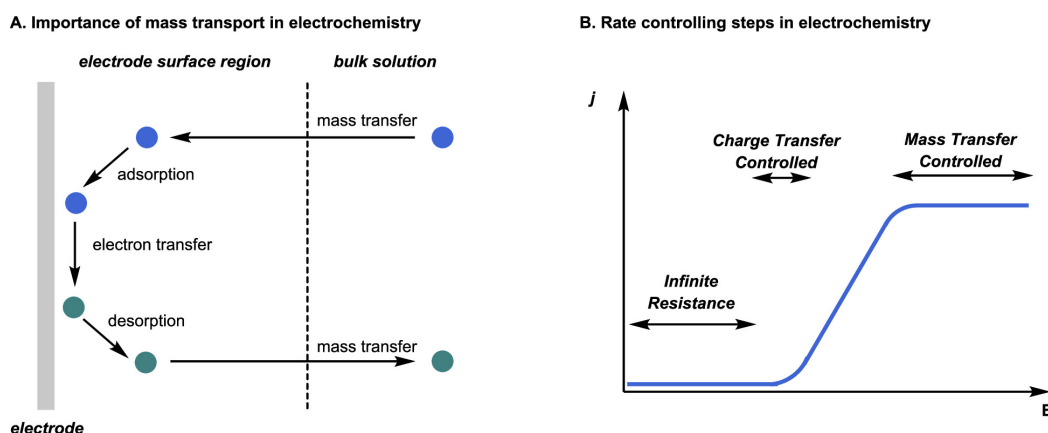 A. Importance of mass transport in electrochemistry
electrode surface region
bulk solution
mass transfer
adsorption
electron transfer
desorption
mass transfer
electrode
B. Rate controlling steps in electrochemistry
j
Charge Transfer
Controlled
Mass Transfer
Controlled
Infinite
Resistance
E